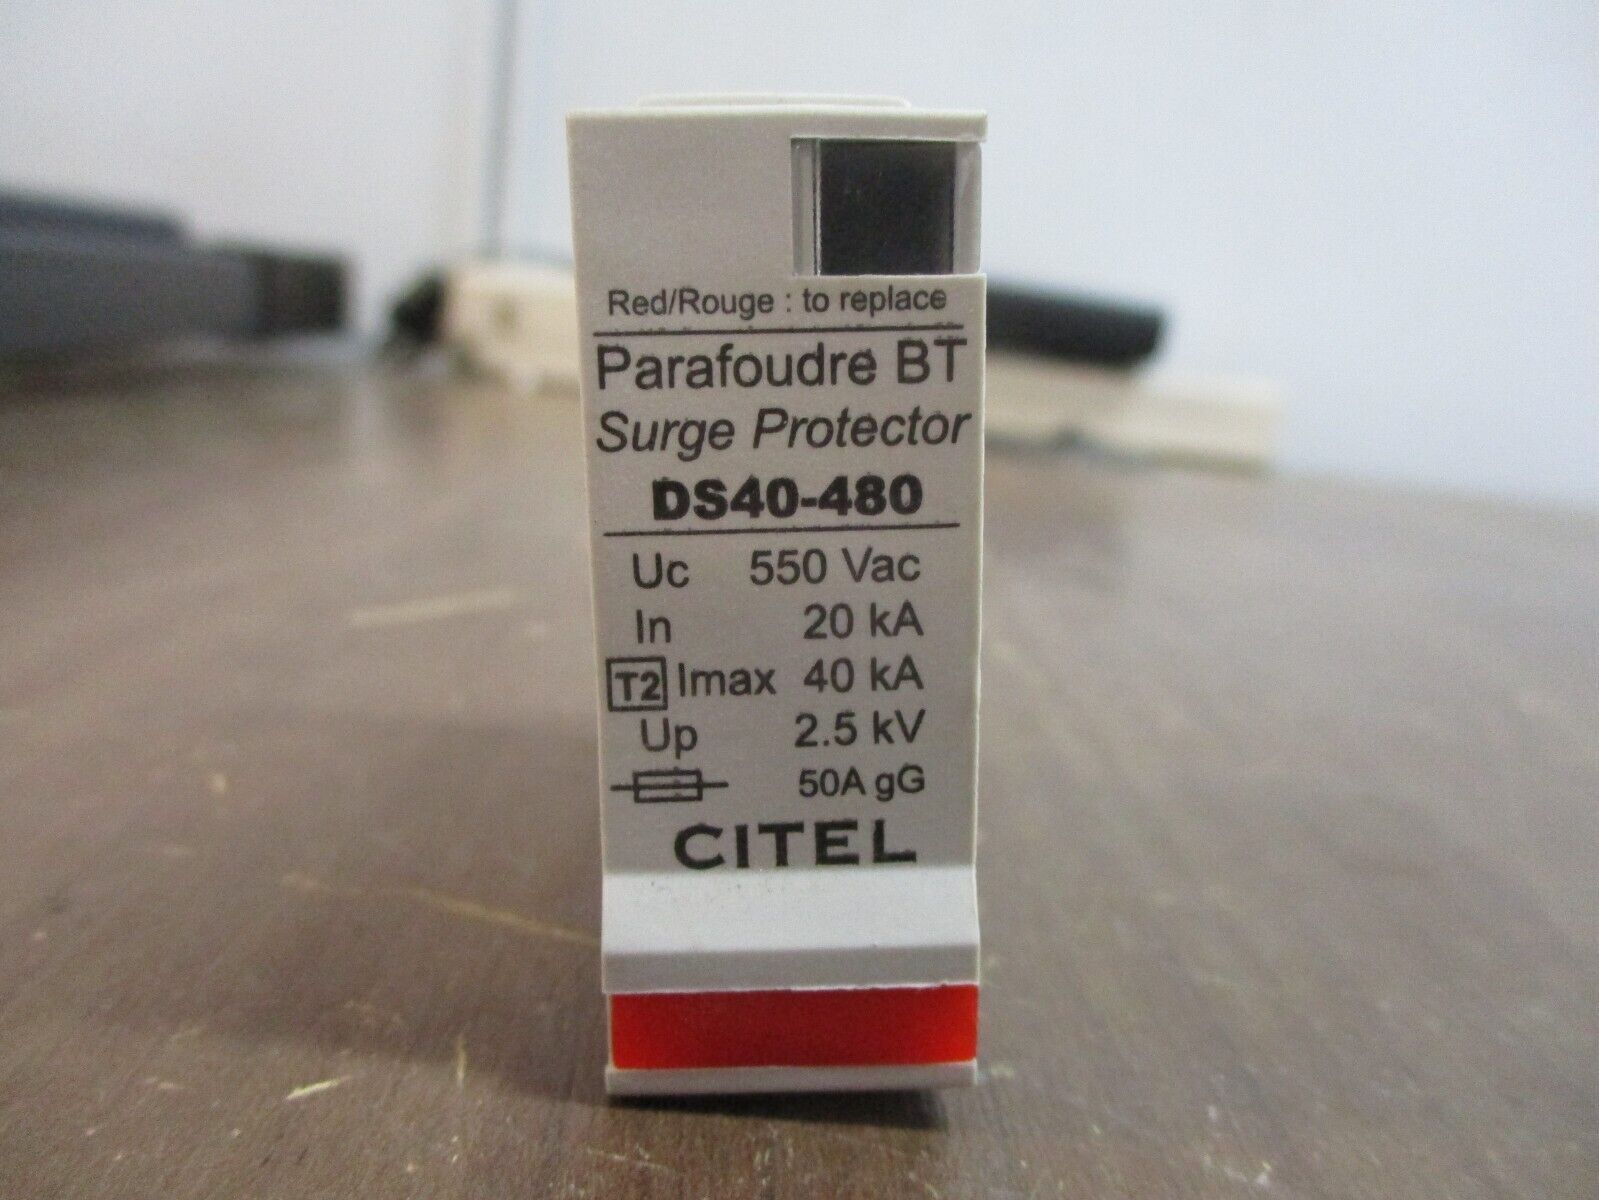 Red/Rouge : to replace
Parafoudre BT
Surge Protector
DS40-480
Uc 550 Vac
In 20 kA
T2 Imax 40 kA
Up 2.5 kV
50A gG
CITEL